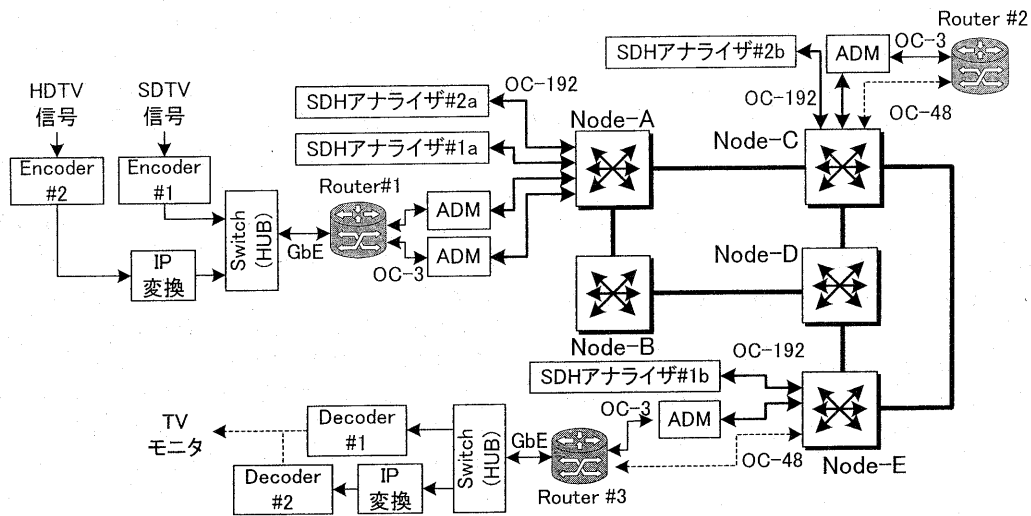 Router #2
SDHアナライザ#2b
ADM
OC-3
OC-192
OC-48
HDTV
信号
SDTV
信号
OC-192
SDHアナライザ#2a
SDHアナライザ#1a
Node-A
Node-C
Encoder
#2
Encoder
#1
Router#1
ADM
Switch
(HUB)
GbE
ADM
OC-3
IP
変換
Node-D
Node-B
OC-192
SDHアナライザ#1b
TV
モニタ
Decoder
#1
Switch
(HUB)
GbE
OC-3
ADM
OC-48
Node-E
Decoder
#2
IP
変換
Router #3